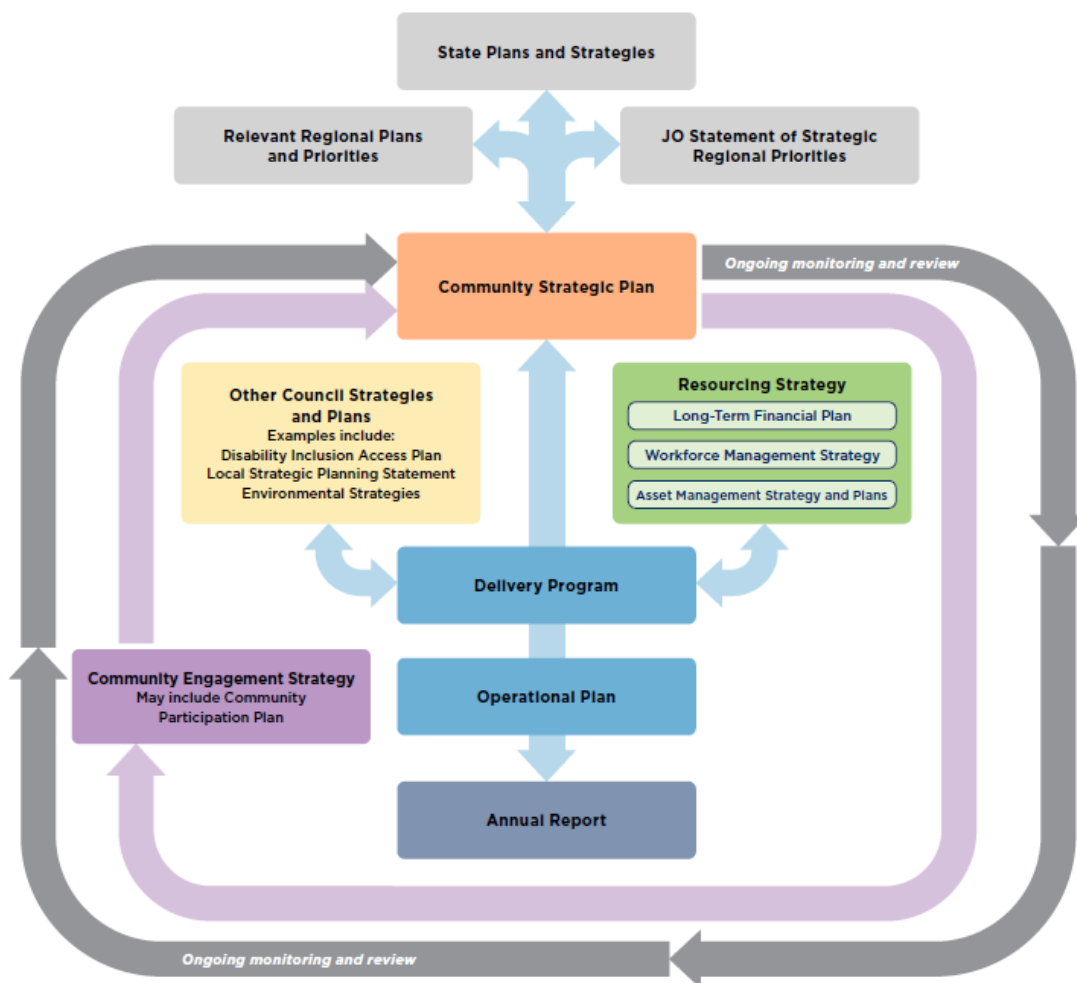 State Plans and Strategies
Relevant Regional Plans
and Priorities
JO Statement of Strategic
Regional Priorities
Community Strategic Plan
Ongoing monitoring and review
Other Council Strategies
and Plans
Examples include:
Disability Inclusion Access Plan
Local Strategic Planning Statement
Environmental Strategies
Resourcing Strategy
Long-Term Financial Plan
Workforce Management Strategy
Asset Management Strategy and Plans
Delivery Program
Community Engagement Strategy
May include Community
Participation Plan
Operational Plan
Annual Report
Ongoing monitoring and review